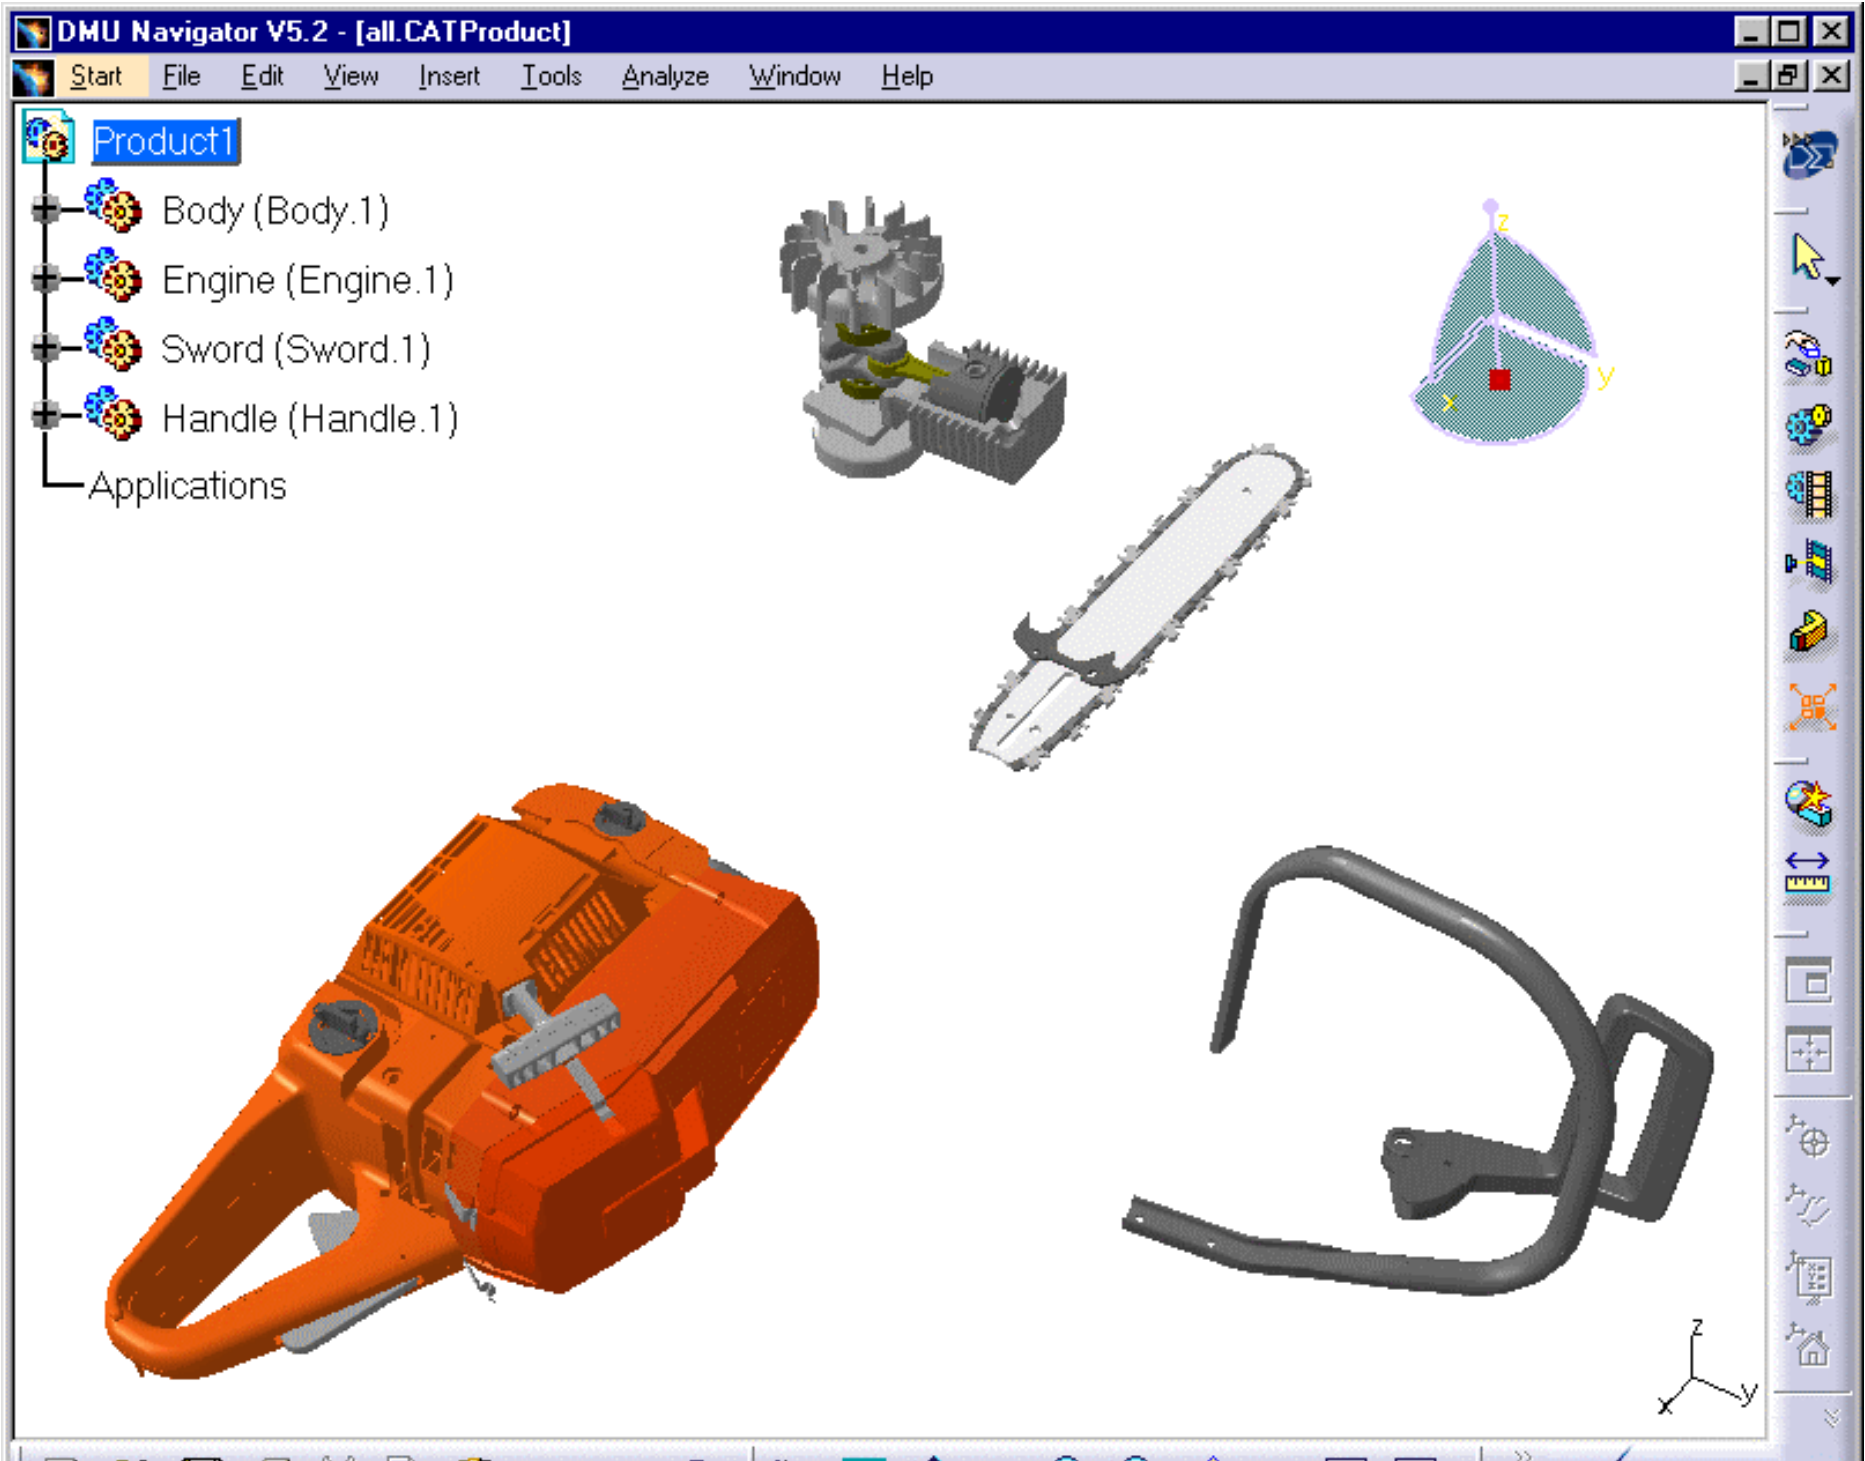 DMU Navigator V5.2 - [all.CATProduct]
Start File Edit View Insert Tools Analyze Window Help
Product1
Body (Body.1)
Engine (Engine.1)
Sword (Sword.1)
Handle (Handle.1)
Applications
z
y
x
z
y
x